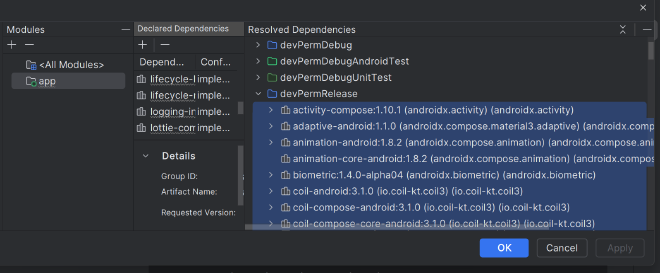 Modules
<All Modules>
app
Declared Dependencies
Depend... Conf...
lifecycle- imple...
lifecycle- imple...
logging-in imple...
lottie-com imple...
Details
Group ID:
Artifact Name:
Requested Version:
Resolved Dependencies
devPermDebug
devPermDebugAndroidTest
devPermDebugUnitTest
devPermRelease
activity-compose:1.10.1 (androidx.activity) (androidx.activity)
adaptive-android:1.1.0 (androidx.compose.material3.adaptive) (androidx.comp
animation-android:1.8.2 (androidx.compose.animation) (androidx.compose.an
animation-core-android:1.8.2 (androidx.compose.animation) (androidx.compo
biometric:1.4.0-alpha04 (androidx.biometric) (androidx.biometric)
coil-android:3.1.0 (io.coil-kt.coil3) (io.coil-kt.coil3)
coil-compose-android:3.1.0 (io.coil-kt.coil3) (io.coil-kt.coil3)
coil-compose-core-android:3.1.0 (io.coil-kt.coil3) (io.coil-kt.coil3)
OK
Cancel
Apply